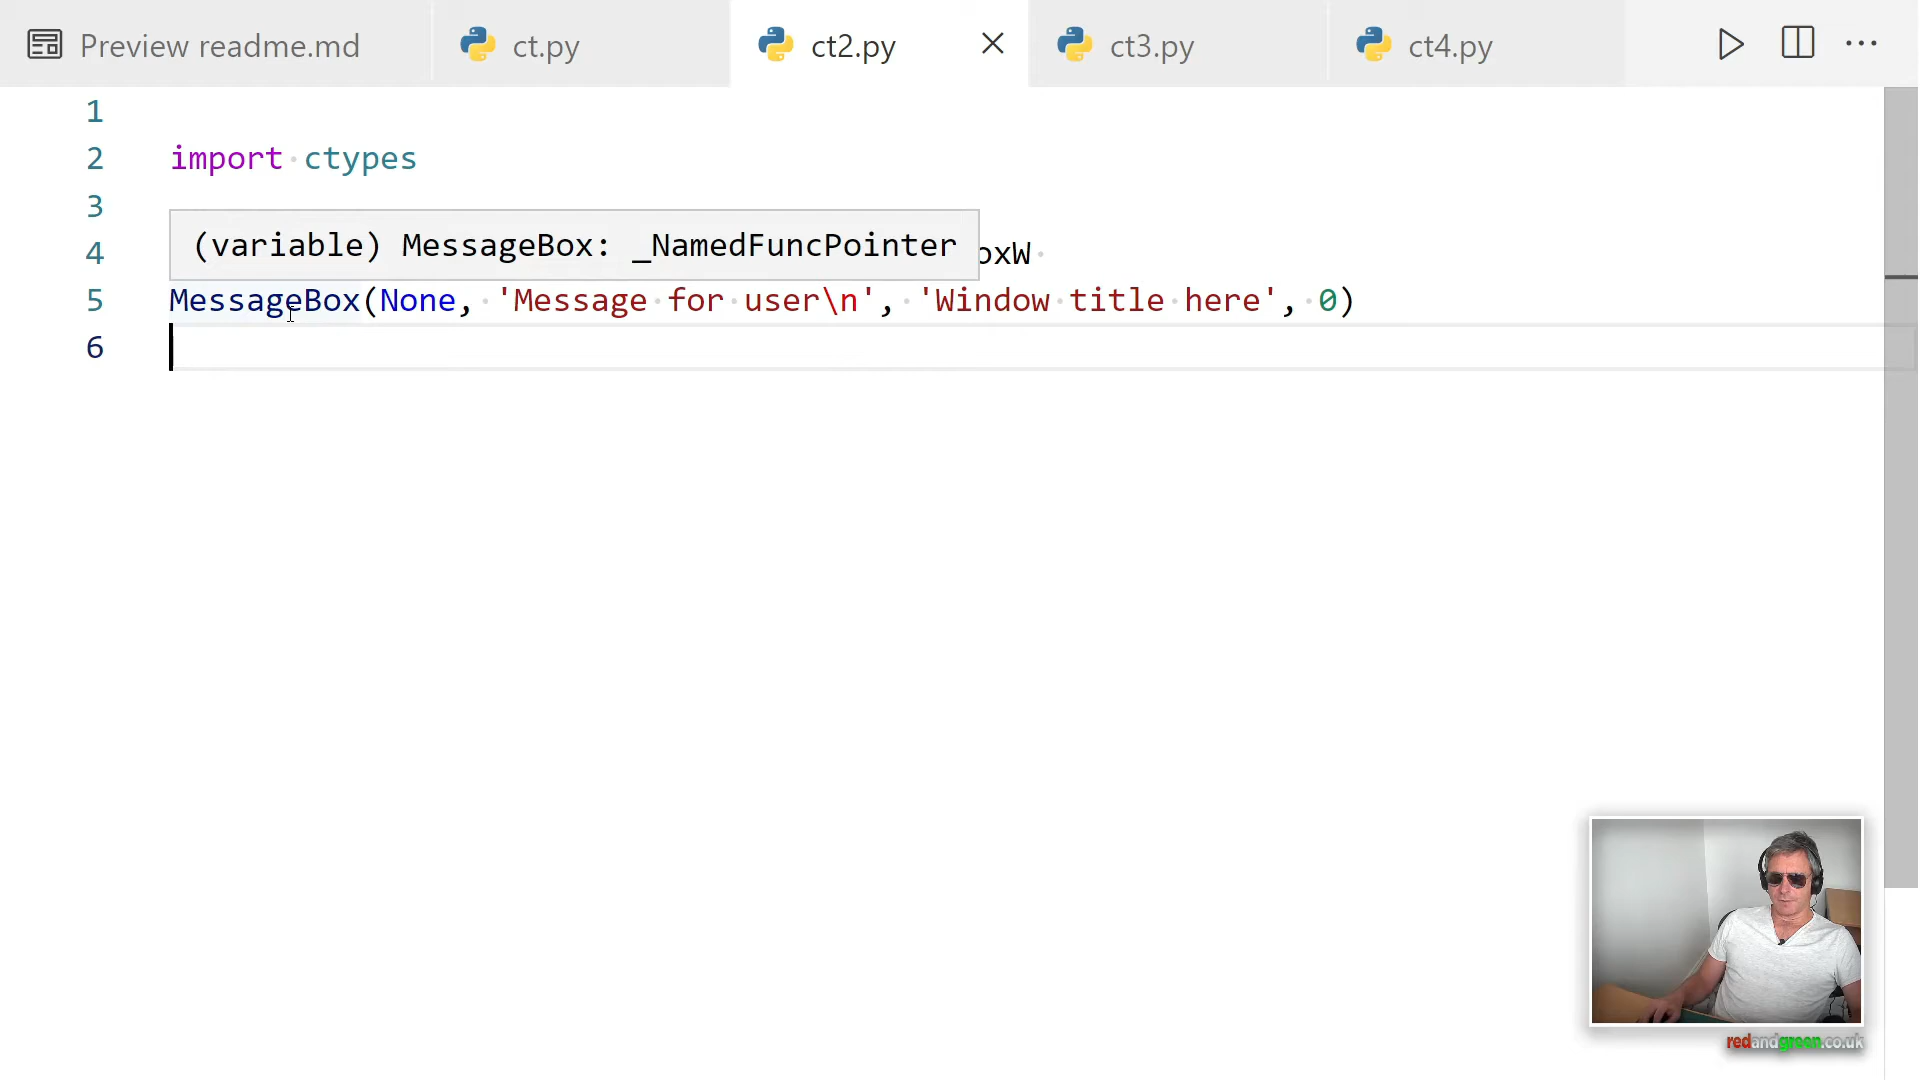 Preview readme.md
ct.py
ct2.py
ct3.py
ct4.py
1
2 import ctypes
3
(variable) MessageBox: _NamedFuncPointer
4 oxW
5 MessageBox(None, 'Message for user\n', 'Window title here', 0)
6
redandgreen.co.uk